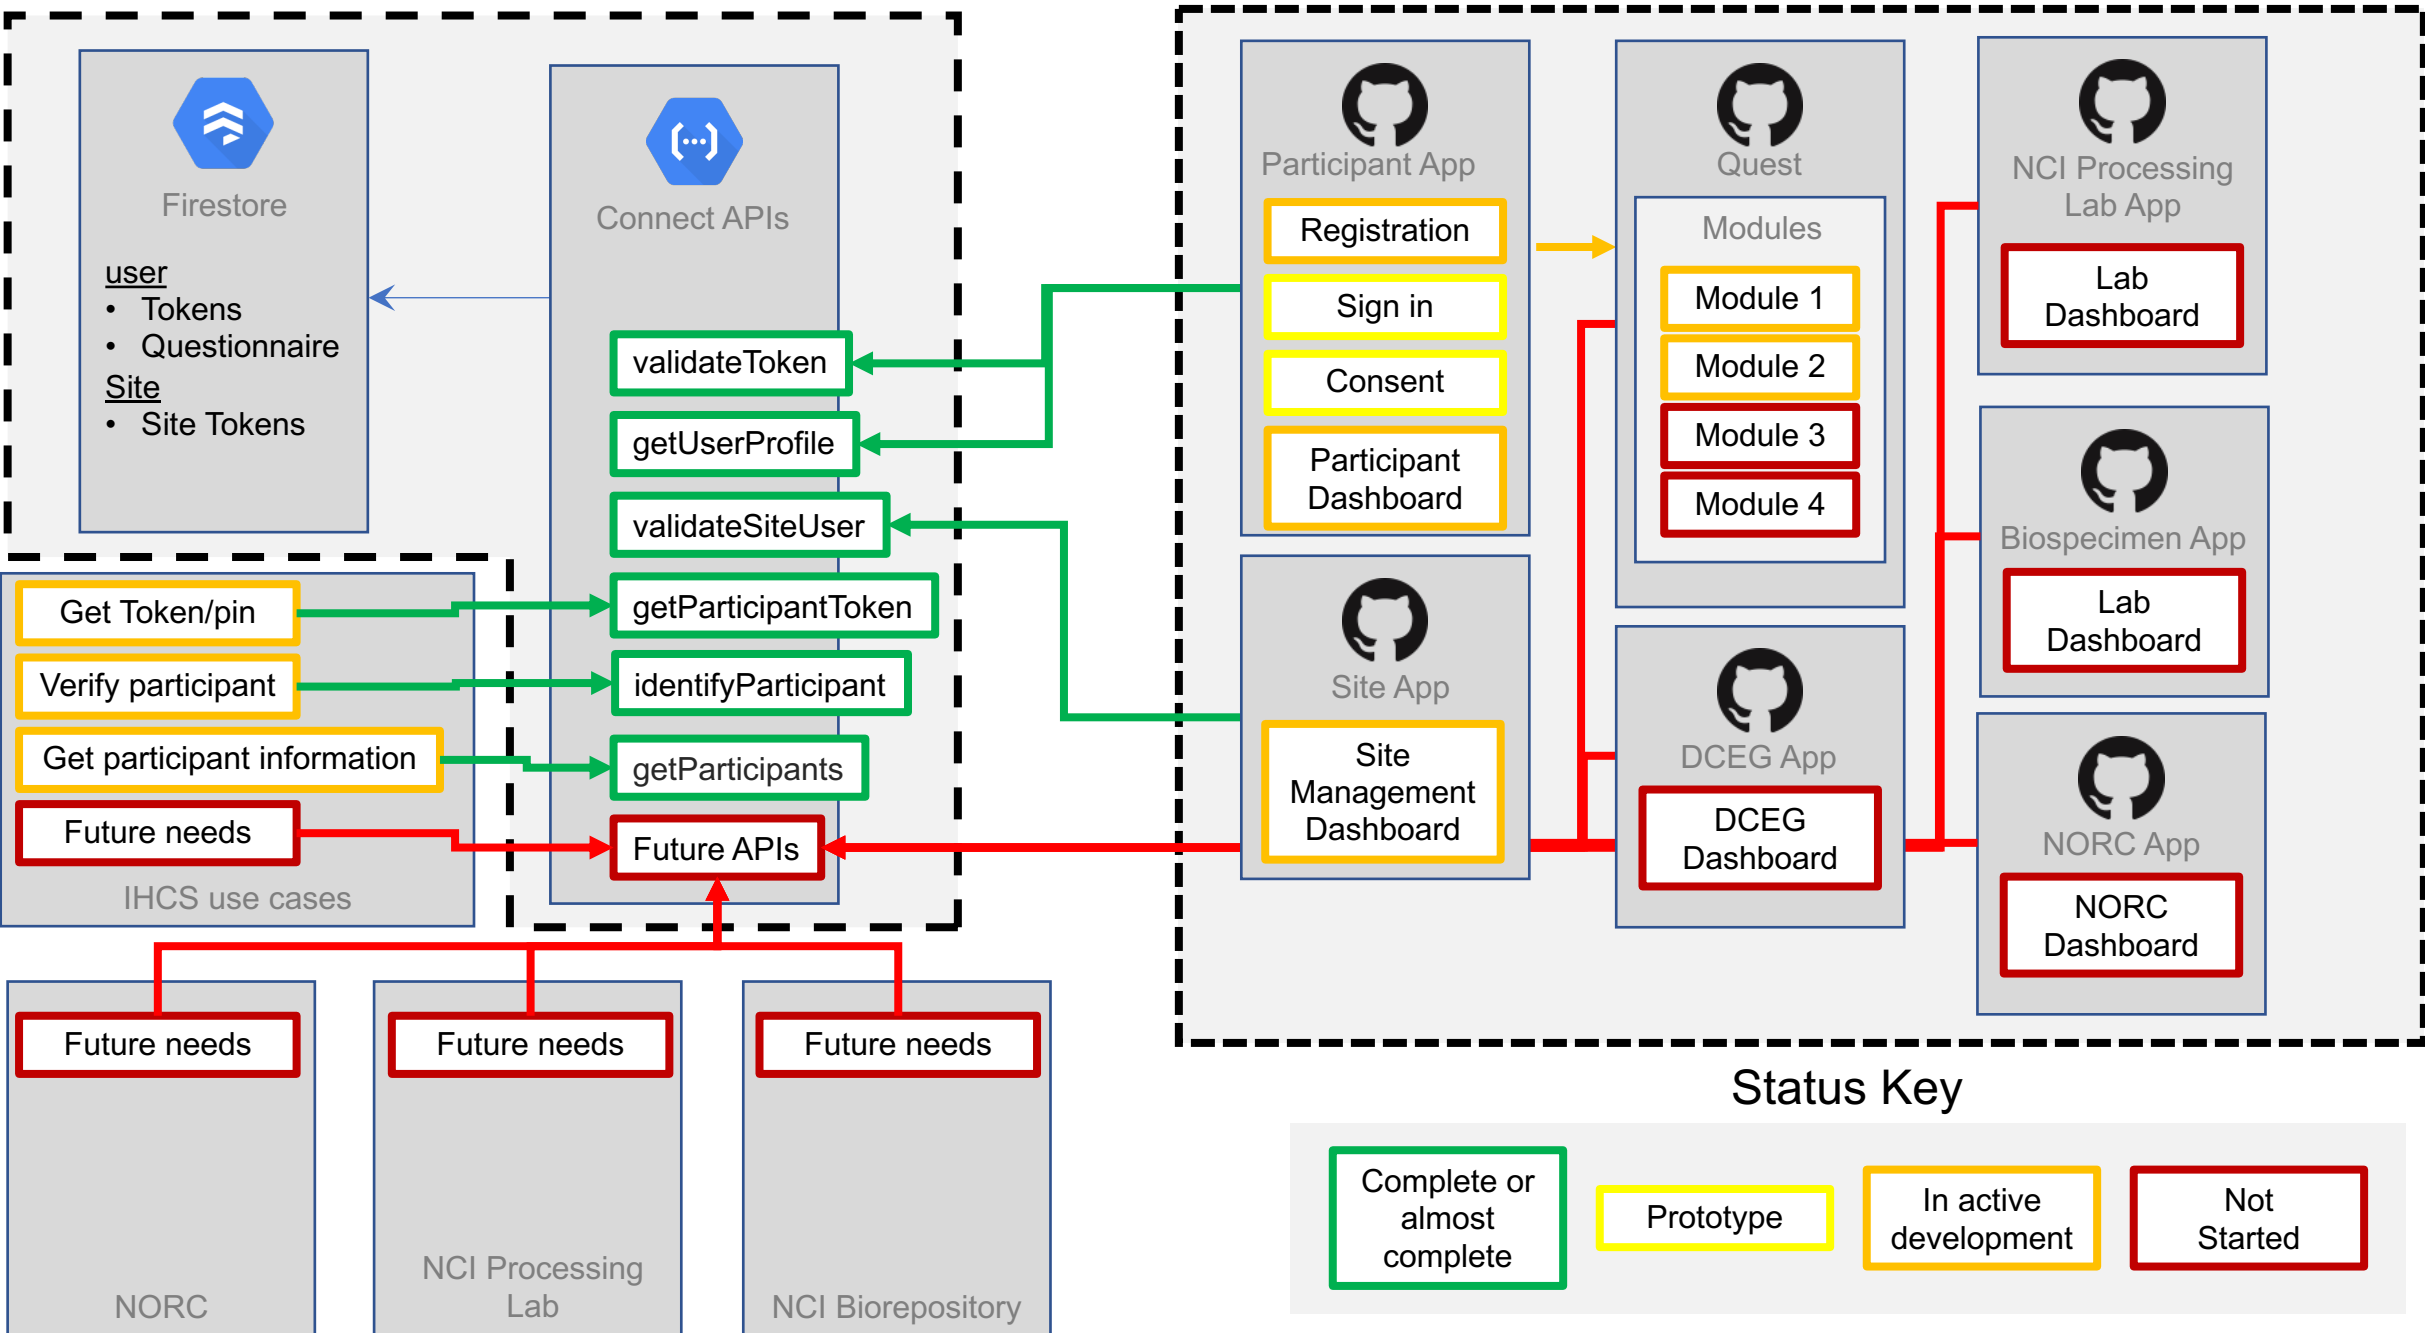 Firestore
user
• Tokens
• Questionnaire
Site
• Site Tokens
Connect APIs
validateToken
getUserProfile
validateSiteUser
getParticipantToken
identifyParticipant
getParticipants
Future APIs
Get Token/pin
Verify participant
Get participant information
Future needs
IHCS use cases
Future needs
NORC
Future needs
NCI Processing
Lab
Future needs
NCI Biorepository
Participant App
Registration
Sign in
Consent
Participant
Dashboard
Site App
Site
Management
Dashboard
Quest
Modules
Module 1
Module 2
Module 3
Module 4
DCEG App
DCEG
Dashboard
NCI Processing
Lab App
Lab
Dashboard
Biospecimen App
Lab
Dashboard
NORC App
NORC
Dashboard
Status Key
Complete or
almost
complete
Prototype
In active
development
Not
Started